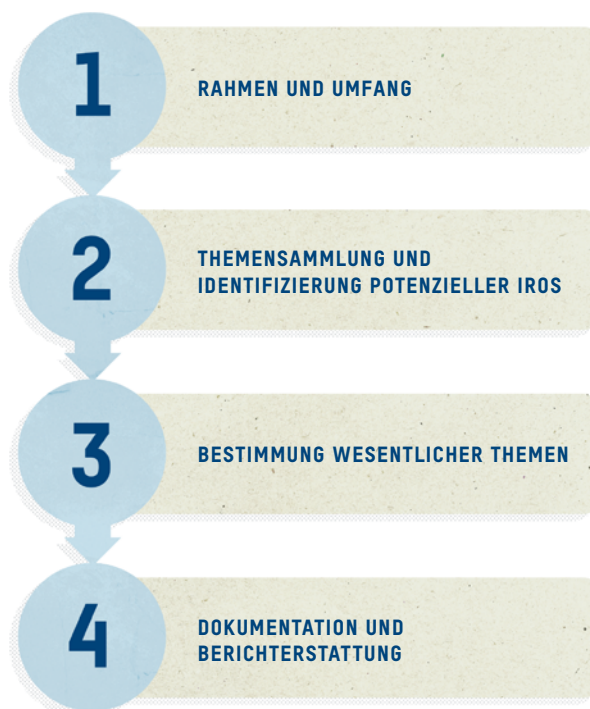 1
RAHMEN UND UMFANG
2
THEMENSAMMLUNG UND
IDENTIFIZIERUNG POTENZIELLER IROS
3
BESTIMMUNG WESENTLICHER THEMEN
4
DOKUMENTATION UND
BERICHTERSTATTUNG